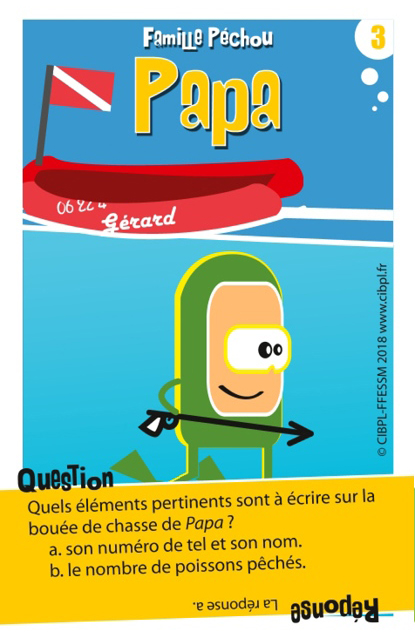 Famille Péchou
3
Papa
06 22 4
Gérard
© CIBPL-FFESSM 2018 www.cibpl.fr
Question
Quels éléments pertinents sont à écrire sur la
bouée de chasse de Papa ?
a. son numéro de tel et son nom.
b. le nombre de poissons pêchés.
Réponse
La réponse a.